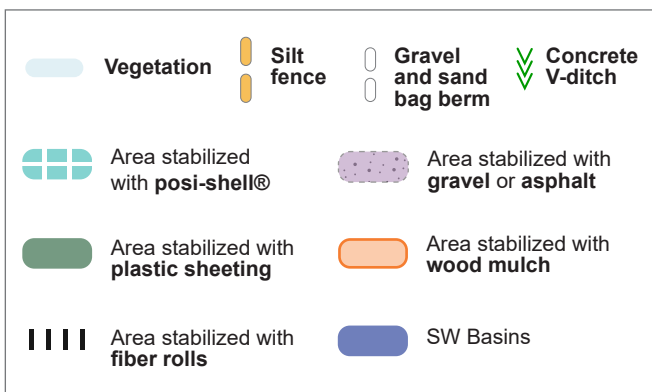 Vegetation
Silt
fence
Gravel
and sand
bag berm
Concrete
V-ditch
Area stabilized
with posi-shell®
Area stabilized with
gravel or asphalt
Area stabilized with
plastic sheeting
Area stabilized with
wood mulch
Area stabilized with
fiber rolls
SW Basins